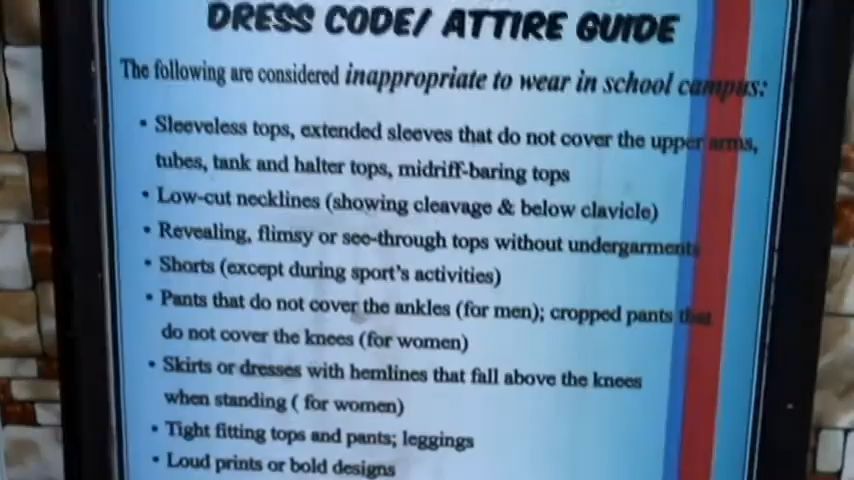 DRESS CODE/ ATTIRE GUIDE
The following are considered inappropriate to wear in school campus:
• Sleeveless tops, extended sleeves that do not cover the upper arms,
tubes, tank and halter tops, midriff-baring tops
• Low-cut necklines (showing cleavage & below clavicle)
• Revealing, flimsy or see-through tops without undergarments
• Shorts (except during sport's activities)
• Pants that do not cover the ankles (for men); cropped pants that
do not cover the knees (for women)
• Skirts or dresses with hemlines that fall above the knees
when standing ( for women)
• Tight fitting tops and pants; leggings
• Loud prints or bold designs